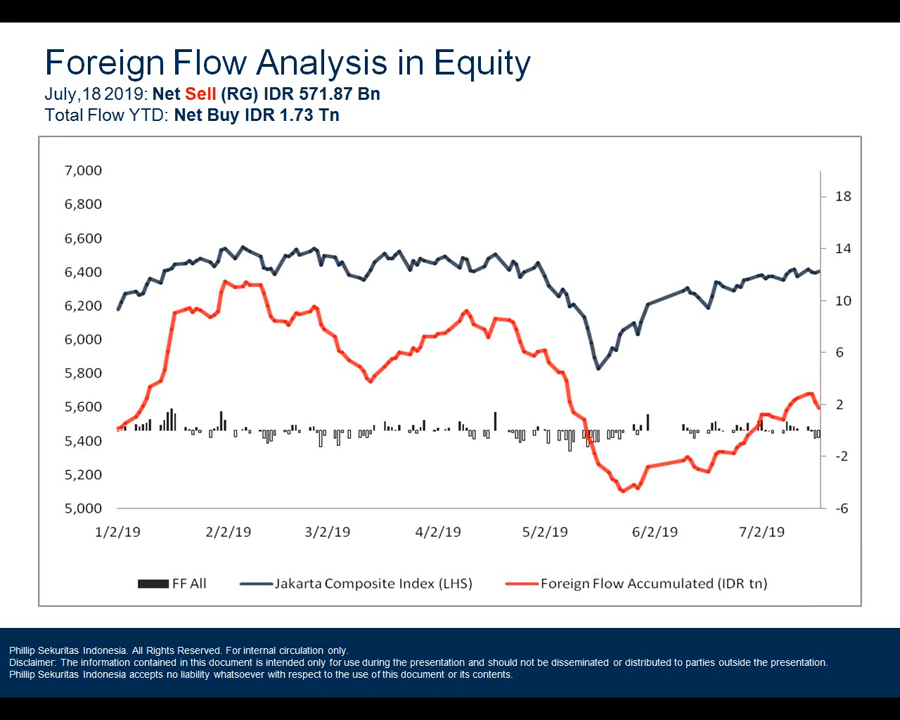 Foreign Flow Analysis in Equity
July,18 2019: Net Sell (RG) IDR 571.87 Bn
Total Flow YTD: Net Buy IDR 1.73 Tn
7,000
6,800
6,600
6,400
6,200
6,000
5,800
5,600
5,400
5,200
5,000
18
14
10
6
2
-2
-6
1/2/19 2/2/19 3/2/19 4/2/19 5/2/19 6/2/19 7/2/19
FF All Jakarta Composite Index (LHS) Foreign Flow Accumulated (IDR tn)
Phillip Sekuritas Indonesia. All Rights Reserved. For internal circulation only.
Disclaimer: The information contained in this document is intended only for use during the presentation and should not be disseminated or distributed to parties outside the presentation.
Phillip Sekuritas Indonesia accepts no liability whatsoever with respect to the use of this document or its contents.